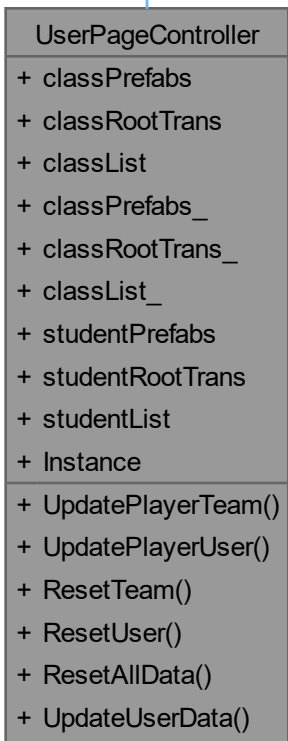 UserPageController
+ classPrefabs
+ classRootTrans
+ classList
+ classPrefabs_
+ classRootTrans_
+ classList_
+ studentPrefabs
+ studentRootTrans
+ studentList
+ Instance
+ UpdatePlayerTeam()
+ UpdatePlayerUser()
+ ResetTeam()
+ ResetUser()
+ ResetAllData()
+ UpdateUserData()